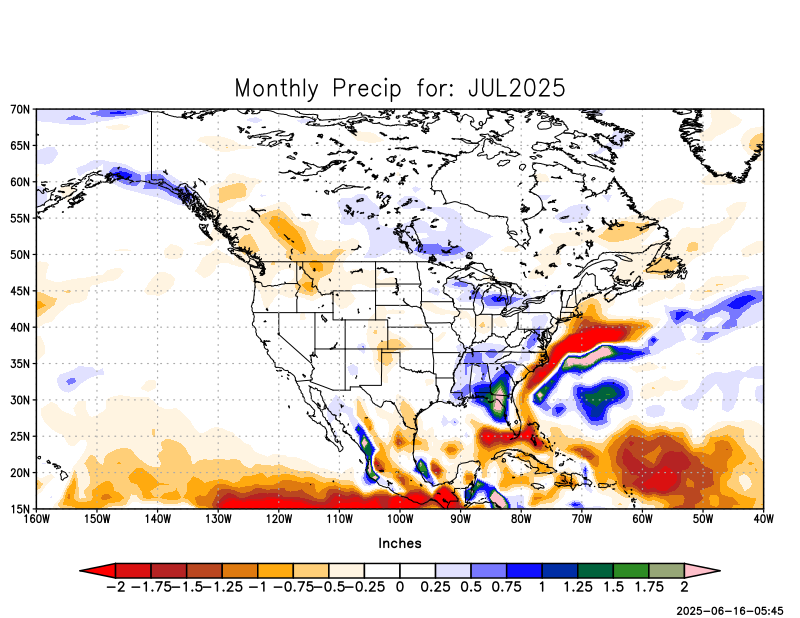 Monthly Precip for: JUL2025
70N
65N
60N
55N
50N
45N
40N
35N
30N
25N
20N
15N
160W 150W 140W 130W 120W 110W 100W 90W 80W 70W 60W 50W 40W
Inches
-2 -1.75 -1.5 -1.25 -1 -0.75 -0.5 -0.25 0 0.25 0.5 0.75 1 1.25 1.5 1.75 2
2025-06-16-05:45